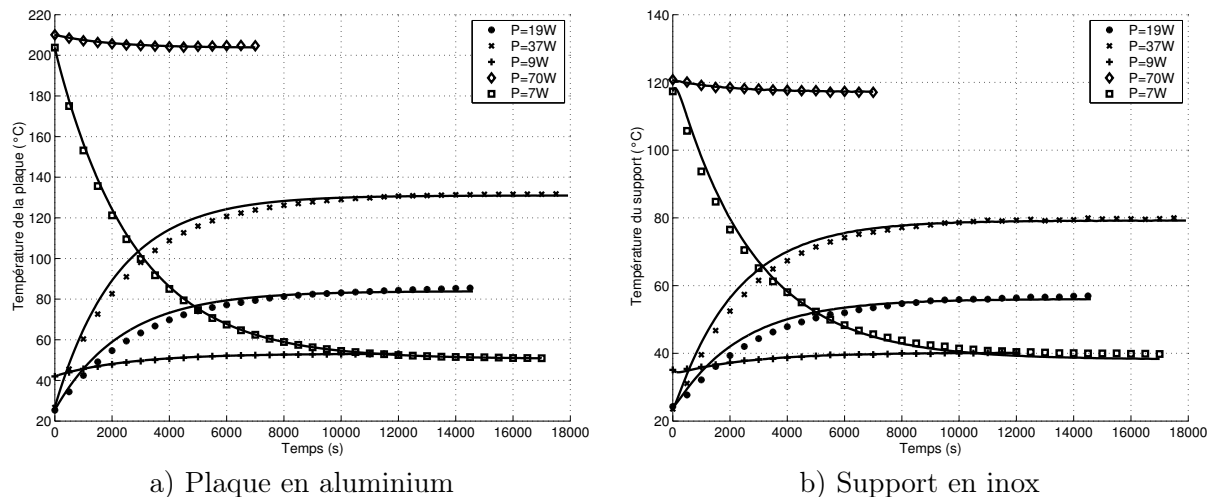 220
200
180
160
140
120
100
80
60
40
20
Température de la plaque (°C)
0 2000 4000 6000 8000 10000 12000 14000 16000 18000
Temps (s)
P=19W
P=37W
P=9W
P=70W
P=7W
a) Plaque en aluminium
140
120
100
80
60
40
20
Température du support (°C)
0 2000 4000 6000 8000 10000 12000 14000 16000 18000
Temps (s)
P=19W
P=37W
P=9W
P=70W
P=7W
b) Support en inox